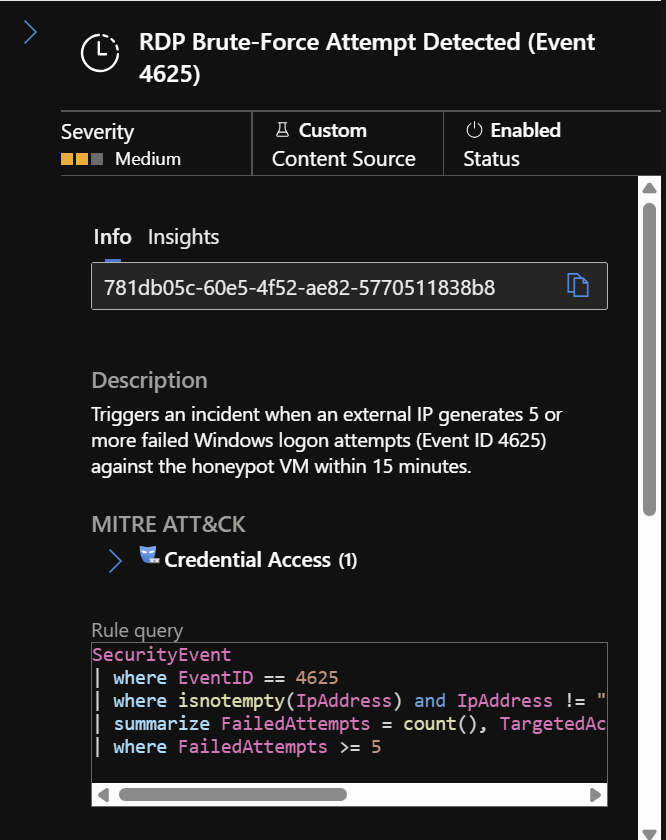 RDP Brute-Force Attempt Detected (Event
4625)
Severity
Medium
Custom
Content Source
Enabled
Status
Info Insights
781db05c-60e5-4f52-ae82-5770511838b8
Description
Triggers an incident when an external IP generates 5 or
more failed Windows logon attempts (Event ID 4625)
against the honeypot VM within 15 minutes.
MITRE ATT&CK
Credential Access (1)
Rule query
SecurityEvent
| where EventID == 4625
| where isnotempty(IpAddress) and IpAddress != "
| summarize FailedAttempts = count(), TargetedAc
| where FailedAttempts >= 5